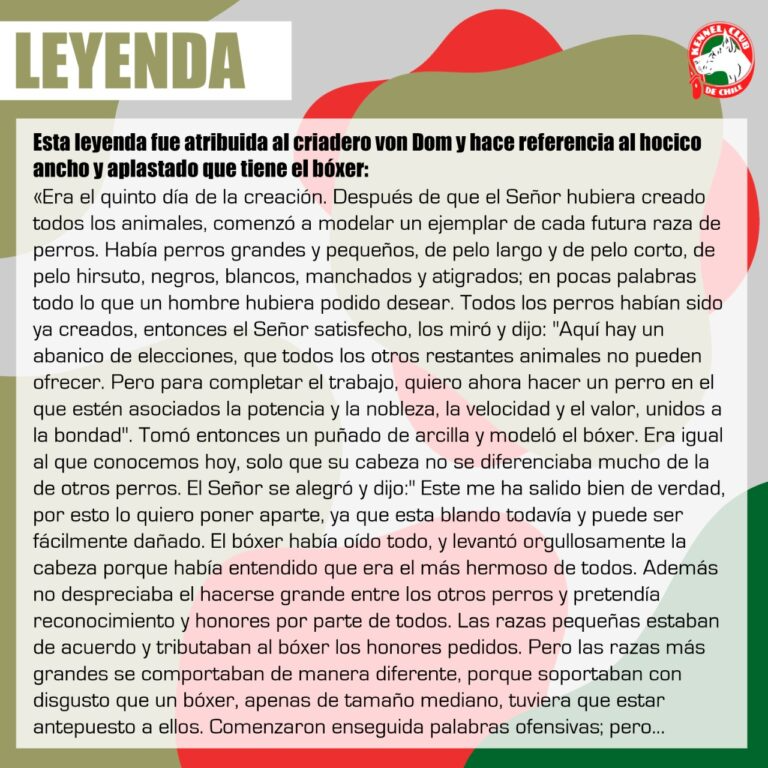 LEYENDA
KENNEL CLUB
DE CHILE
Esta leyenda fue atribuida al criadero von Dom y hace referencia al hocico
ancho y aplastado que tiene el bóxer:
«Era el quinto día de la creación. Después de que el Señor hubiera creado
todos los animales, comenzó a modelar un ejemplar de cada futura raza de
perros. Había perros grandes y pequeños, de pelo largo y de pelo corto, de
pelo hirsuto, negros, blancos, manchados y atigrados; en pocas palabras
todo lo que un hombre hubiera podido desear. Todos los perros habían sido
ya creados, entonces el Señor satisfecho, los miró y dijo: "Aquí hay un
abanico de elecciones, que todos los otros restantes animales no pueden
ofrecer. Pero para completar el trabajo, quiero ahora hacer un perro en el
que estén asociados la potencia y la nobleza, la velocidad y el valor, unidos a
la bondad". Tomó entonces un puñado de arcilla y modeló el bóxer. Era igual
al que conocemos hoy, solo que su cabeza no se diferenciaba mucho de la
de otros perros. El Señor se alegró y dijo:" Este me ha salido bien de verdad,
por esto lo quiero poner aparte, ya que esta blando todavía y puede ser
fácilmente dañado. El bóxer había oído todo, y levantó orgullosamente la
cabeza porque había entendido que era el más hermoso de todos. Además
no despreciaba el hacerse grande entre los otros perros y pretendía
reconocimiento y honores por parte de todos. Las razas pequeñas estaban
de acuerdo y tributaban al bóxer los honores pedidos. Pero las razas más
grandes se comportaban de manera diferente, porque soportaban con
disgusto que un bóxer, apenas de tamaño mediano, tuviera que estar
antepuesto a ellos. Comenzaron enseguida palabras ofensivas; pero...